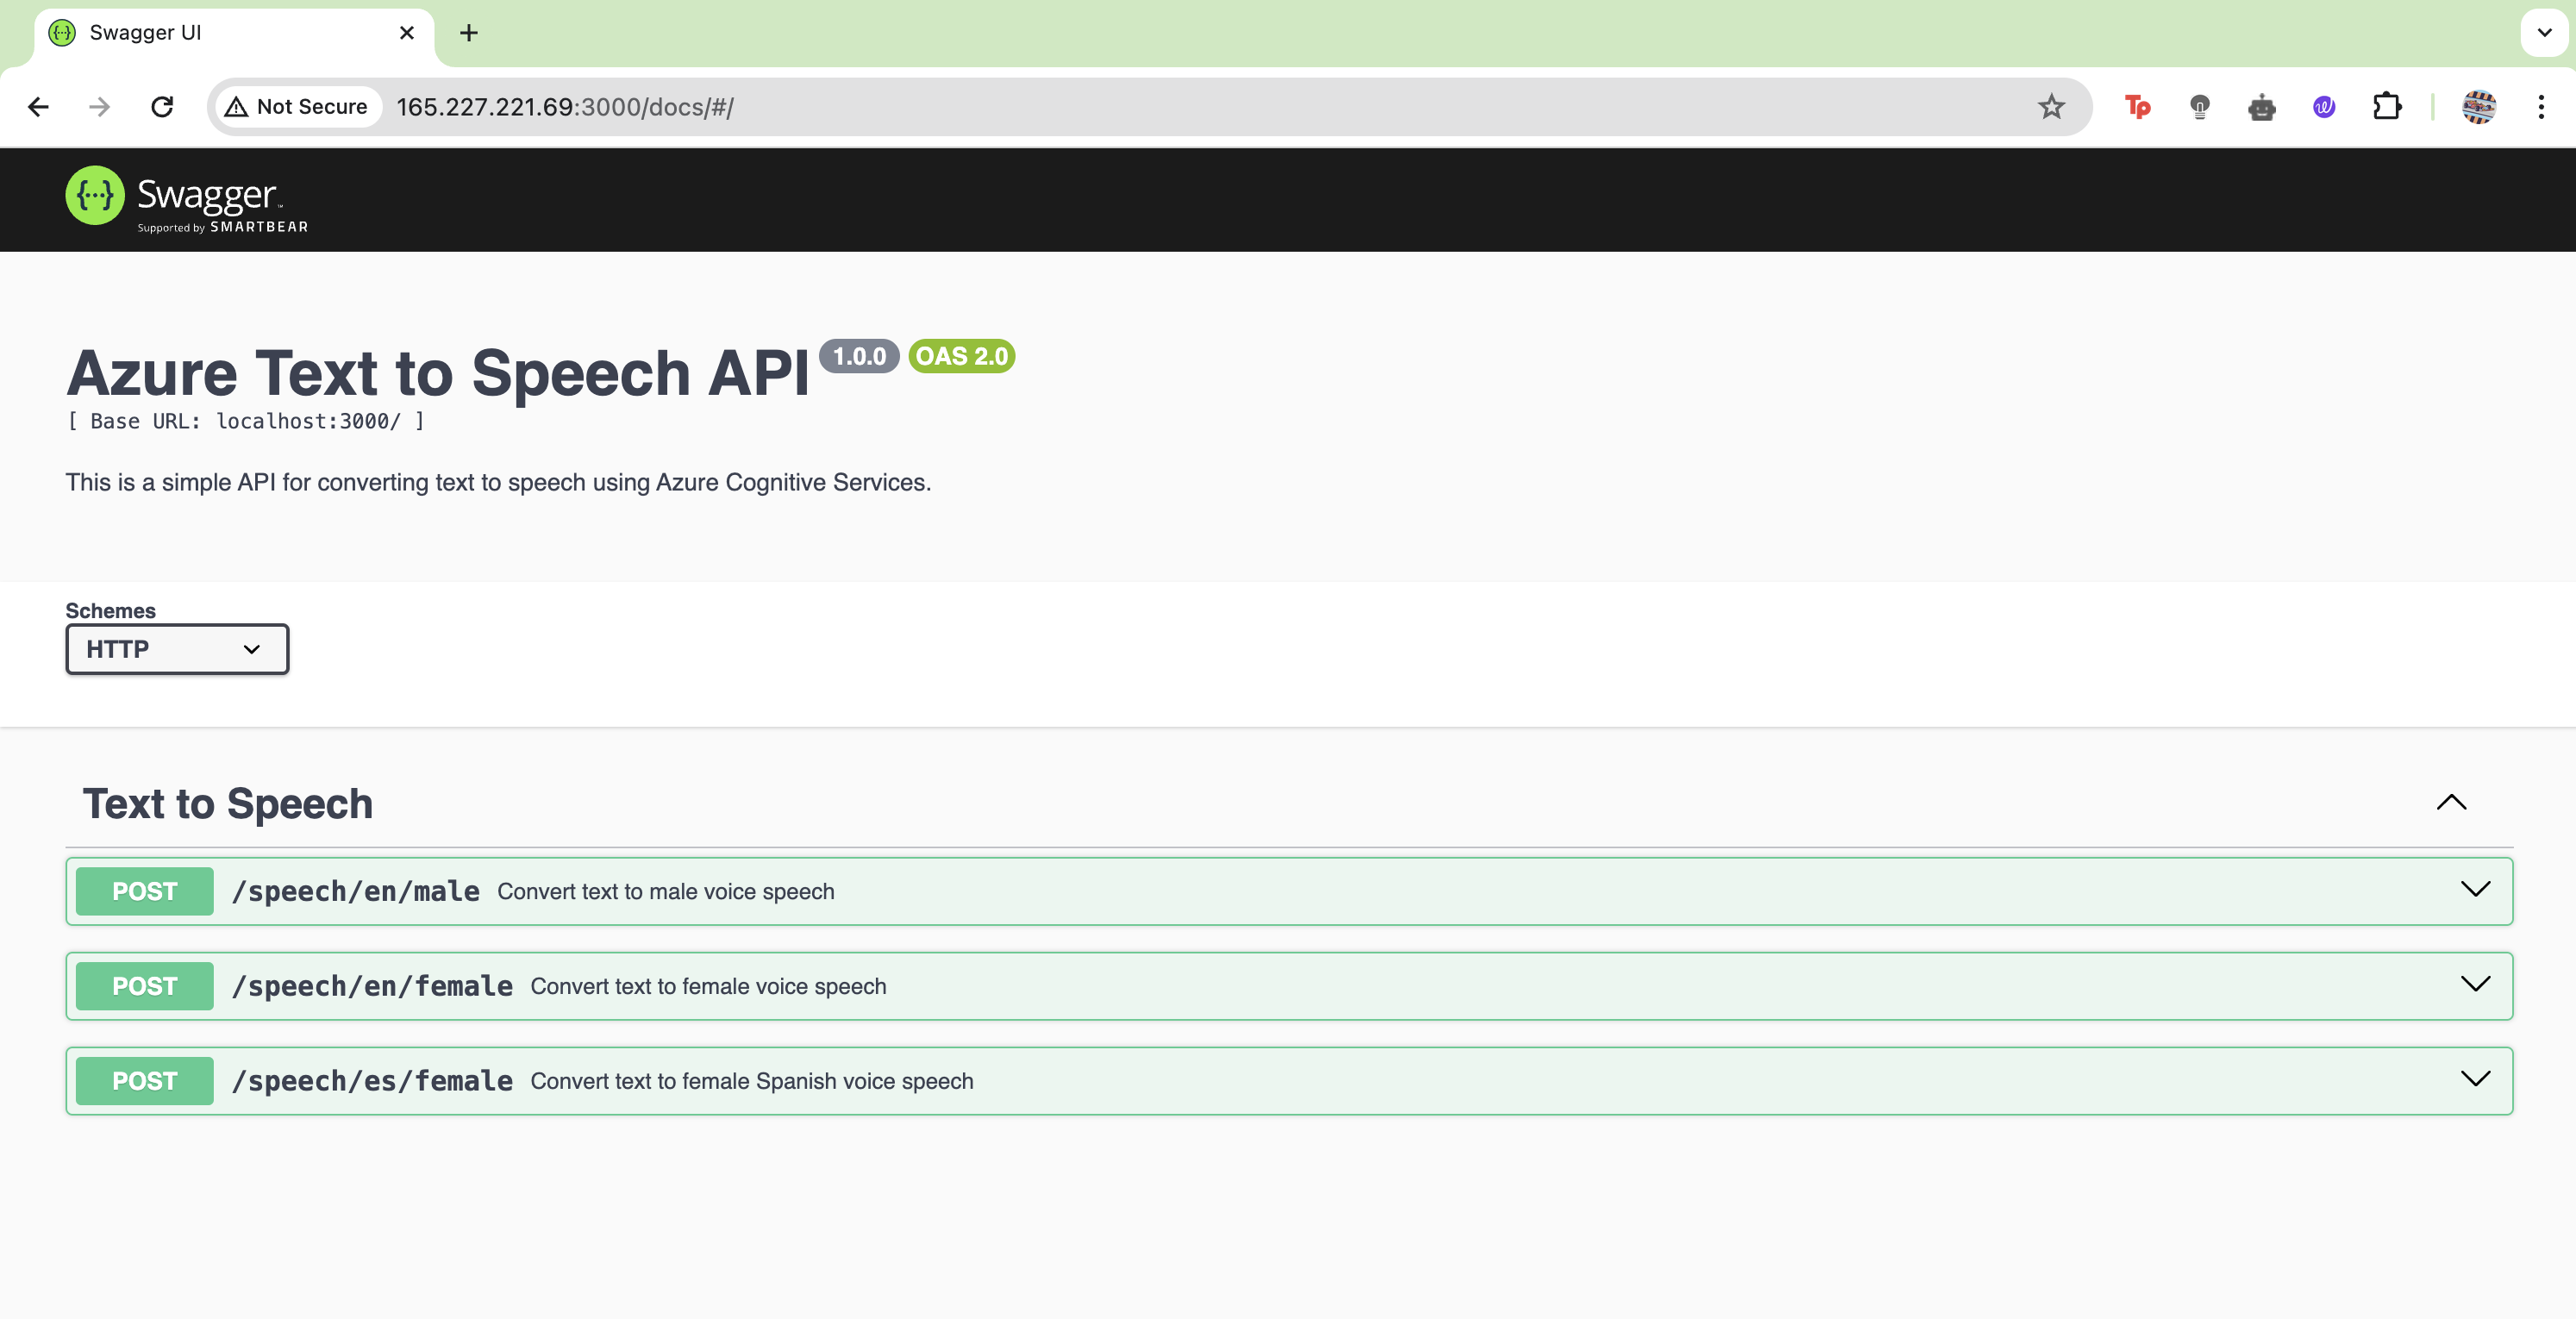 Swagger UI
Not Secure 165.227.221.69:3000/docs/#/
Swagger
Supported by SMARTBEAR
Azure Text to Speech API 1.0.0 OAS 2.0
[ Base URL: localhost:3000/ ]
This is a simple API for converting text to speech using Azure Cognitive Services.
Schemes
HTTP
Text to Speech
POST /speech/en/male Convert text to male voice speech
POST /speech/en/female Convert text to female voice speech
POST /speech/es/female Convert text to female Spanish voice speech